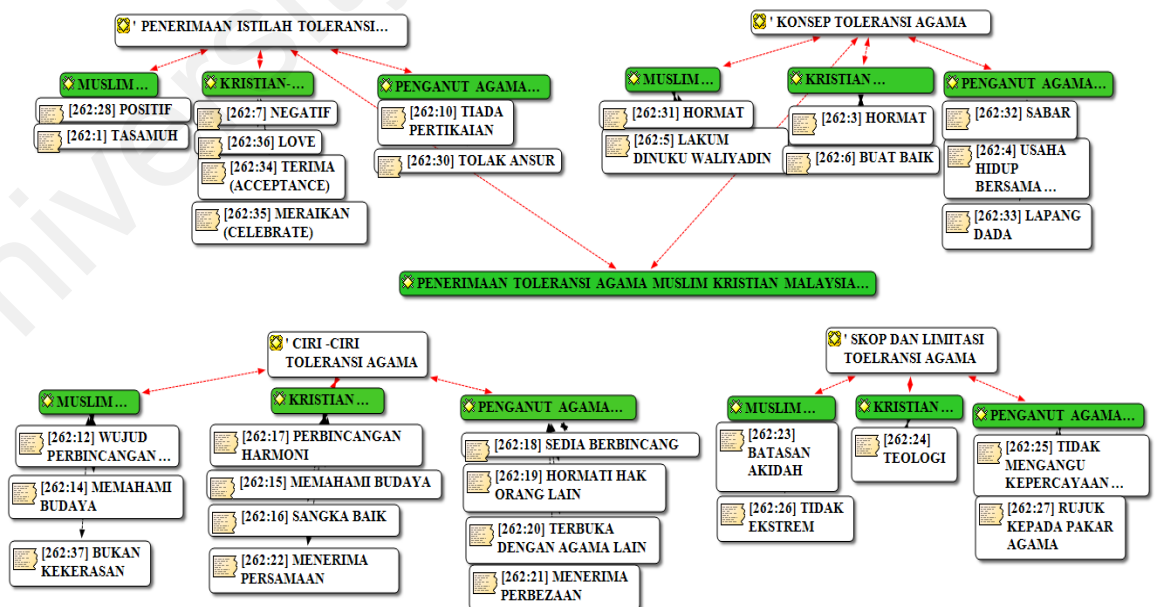 ' PENERIMAAN ISTILAH TOLERANSI...
MUSLIM...
[262:28] POSITIF
[262:1] TASAMUH
KRISTIAN-...
[262:7] NEGATIF
[262:36] LOVE
[262:34] TERIMA
(ACCEPTANCE)
[262:35] MERAIKAN
(CELEBRATE)
PENGANUT AGAMA...
[262:10] TIADA
PERTIKAIAN
[262:30] TOLAK ANSUR
' KONSEP TOLERANSI AGAMA
MUSLIM...
[262:31] HORMAT
[262:5] LAKUM
DINUKU WALIYADIN
KRISTIAN...
[262:3] HORMAT
[262:6] BUAT BAIK
PENGANUT AGAMA...
[262:32] SABAR
[262:4] USAHA
HIDUP
BERSAMA...
[262:33] LAPANG
DADA
PENERIMAAN TOLERANSI AGAMA MUSLIM KRISTIAN MALAYSIA...
' CIRI -CIRI
TOLERANSI AGAMA
MUSLIM...
[262:12] WUJUD
PERBINCANGAN...
[262:14] MEMAHAMI
BUDAYA
[262:37] BUKAN
KEKERASAN
KRISTIAN...
[262:17] PERBINCANGAN
HARMONI
[262:15] MEMAHAMI BUDAYA
[262:16] SANGKA BAIK
[262:22] MENERIMA
PERSAMAAN
PENGANUT AGAMA...
[262:18] SEDIA BERBINCANG
[262:19] HORMATI HAK
ORANG LAIN
[262:20] TERBUKA
DENGAN AGAMA LAIN
[262:21] MENERIMA
PERBEZAAN
' SKOP DAN LIMITASI
TOELRANSI AGAMA
MUSLIM...
[262:23]
BATASAN
AKIDAH
[262:26] TIDAK
EKSTREM
KRISTIAN...
[262:24]
TEOLOGI
PENGANUT AGAMA...
[262:25] TIDAK
MENGANGU
KEPERCAYAAN...
[262:27] RUJUK
KEPADA PAKAR
AGAMA